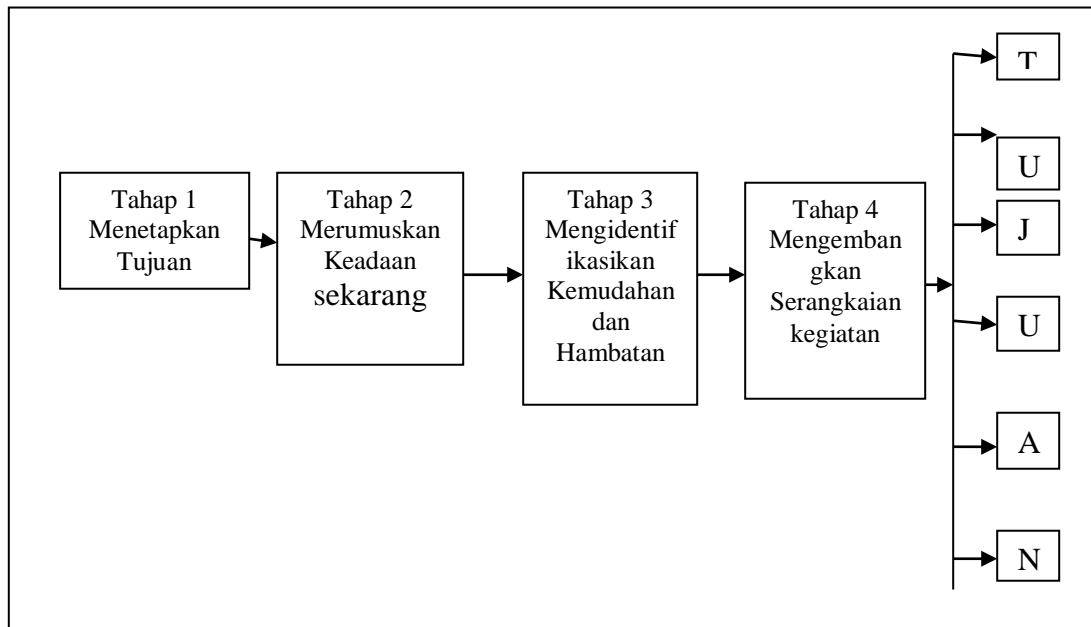 Tahap 1
Menetapkan
Tujuan
Tahap 2
Merumuskan
Keadaan
sekarang
Tahap 3
Mengidentif
ikasikan
Kemudahan
dan
Hambatan
Tahap 4
Mengemban
gkan
Serangkaian
kegiatan
T
U
J
U
A
N